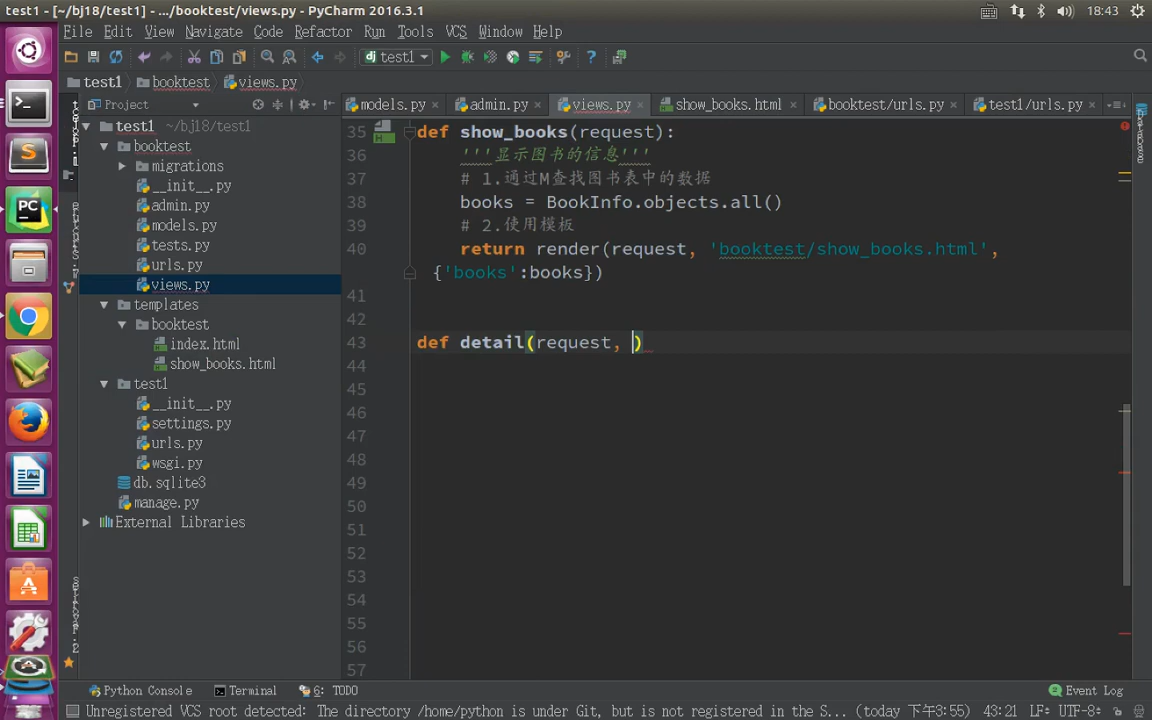 test1 - [~/bj18/test1] - .../booktest/views.py - PyCharm 2016.3.1
18:43
File Edit View Navigate Code Refactor Run Tools VCS Window Help
test1
test1 booktest views.py
Project
models.py admin.py views.py show_books.html booktest/urls.py test1/urls.py
test1 ~/bj18/test1
booktest
migrations
__init__.py
admin.py
models.py
tests.py
urls.py
views.py
templates
booktest
index.html
show_books.html
test1
__init__.py
settings.py
urls.py
wsgi.py
db.sqlite3
manage.py
External Libraries
35 def show_books(request):
36 '''显示图书的信息'''
37 # 1.通过M查找图书表中的数据
38 books = BookInfo.objects.all()
39 # 2.使用模板
40 return render(request, 'booktest/show_books.html',
{'books':books})
41
42
43 def detail(request, )
44
45
46
47
48
49
50
51
52
53
54
55
56
57
Python Console Terminal 6: TODO Event Log
Unregistered VCS root detected: The directory /home/python is under Git, but is not registered in the S... (today 下午3:55) 43:21 LF÷ UTF-8÷